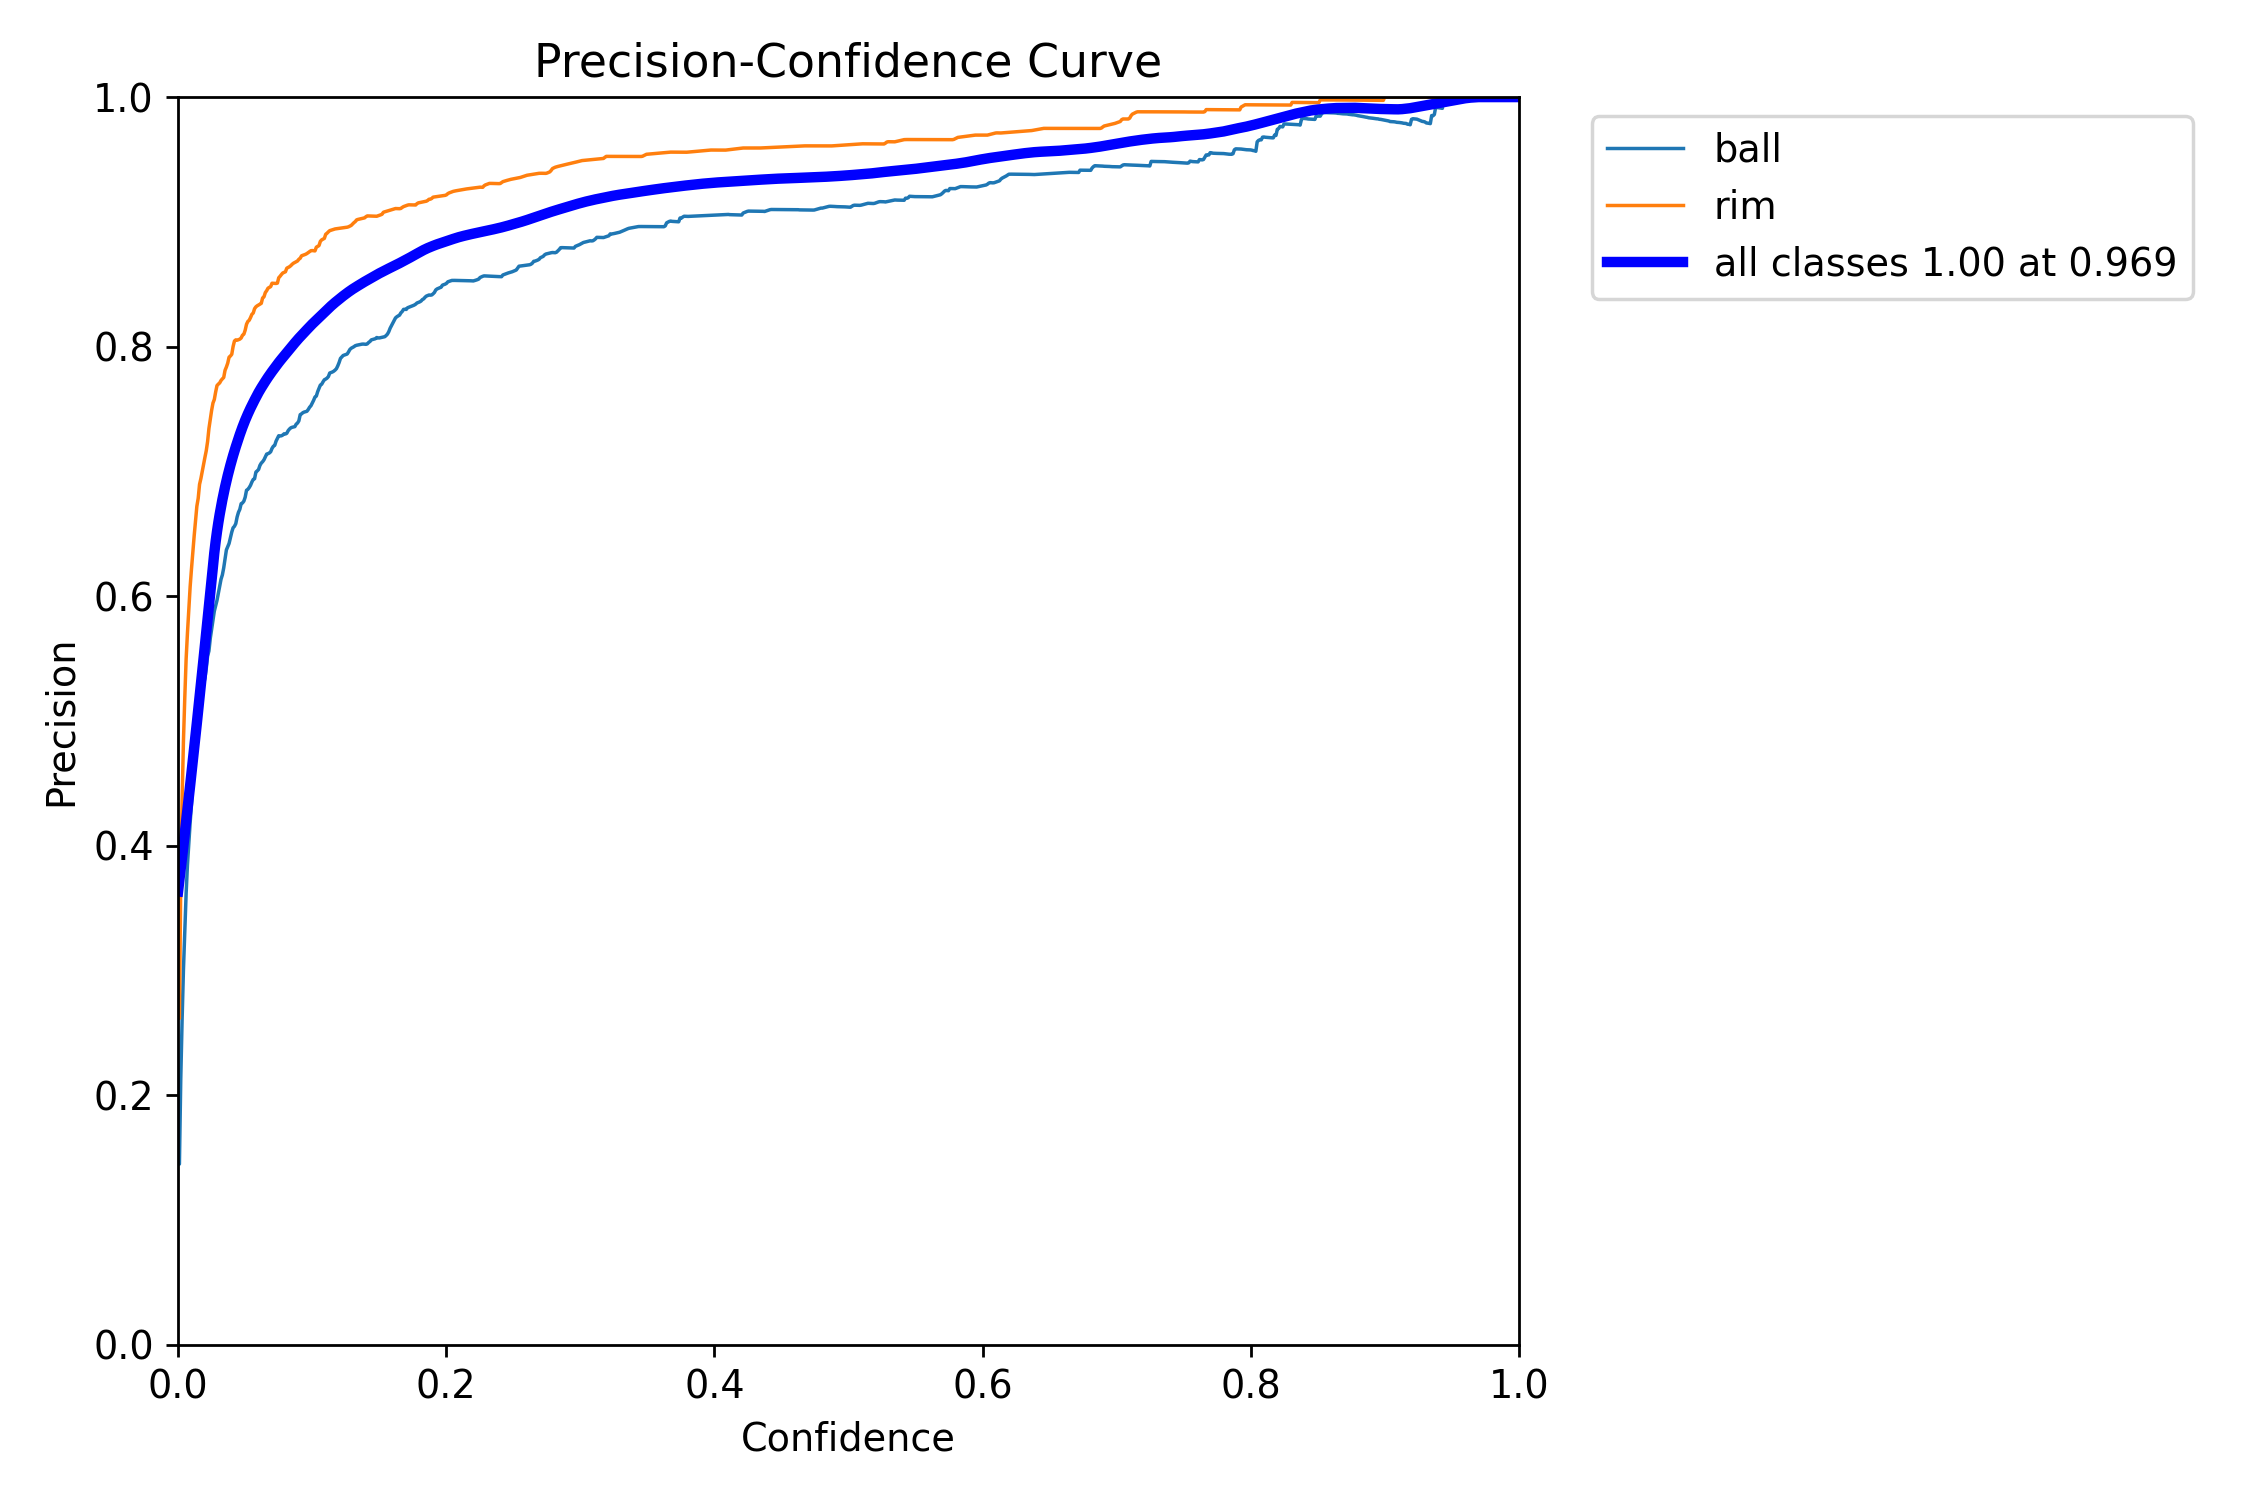 Precision-Confidence Curve
1.0
0.8
0.6
0.4
0.2
0.0
Precision
0.0 0.2 0.4 0.6 0.8 1.0
Confidence
ball
rim
all classes 1.00 at 0.969